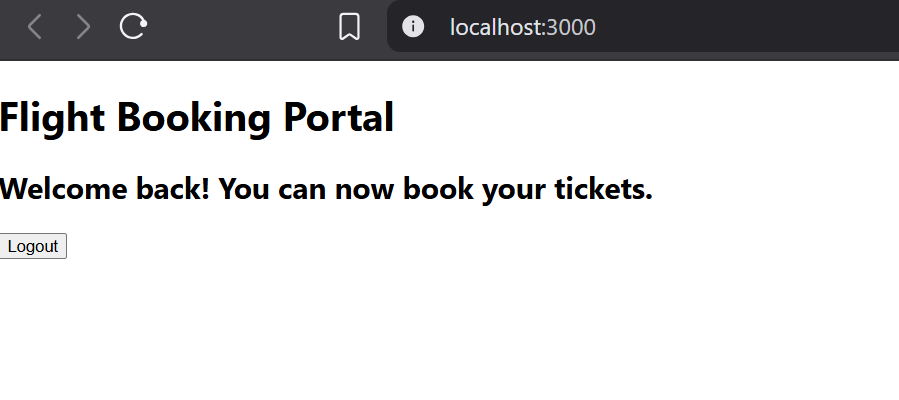 localhost:3000
Flight Booking Portal
Welcome back! You can now book your tickets.
Logout